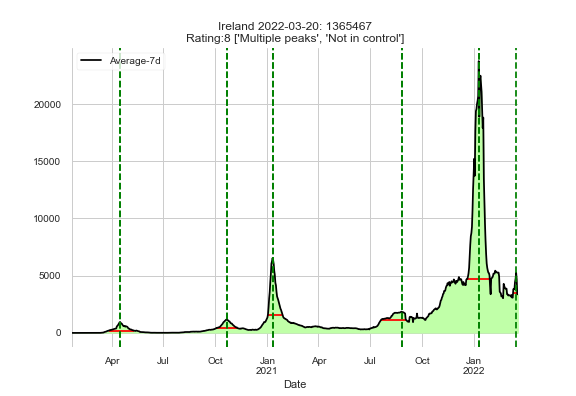 Ireland 2022-03-20: 1365467
Rating:8 ['Multiple peaks', 'Not in control']
Average-7d
20000
15000
10000
5000
0
Apr Jul Oct Jan Apr Jul Oct Jan
2021 2022
Date